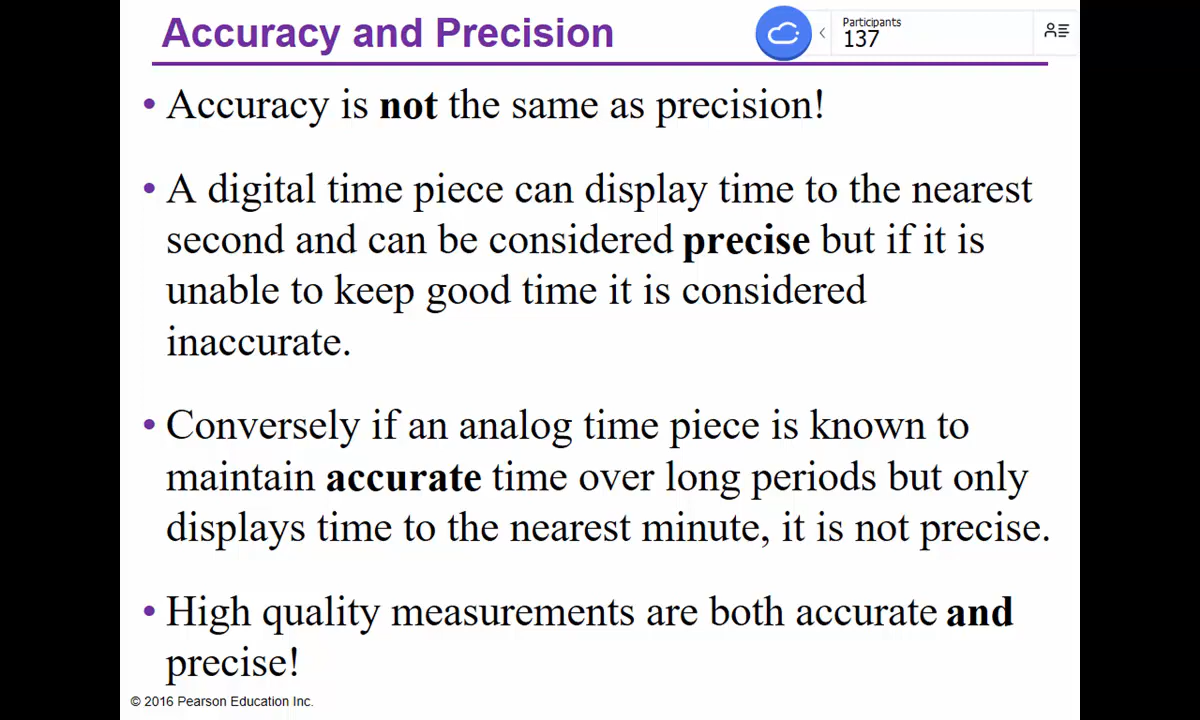 Accuracy and Precision
Participants
137
• Accuracy is not the same as precision!
• A digital time piece can display time to the nearest
second and can be considered precise but if it is
unable to keep good time it is considered
inaccurate.
• Conversely if an analog time piece is known to
maintain accurate time over long periods but only
displays time to the nearest minute, it is not precise.
• High quality measurements are both accurate and
precise!
© 2016 Pearson Education Inc.